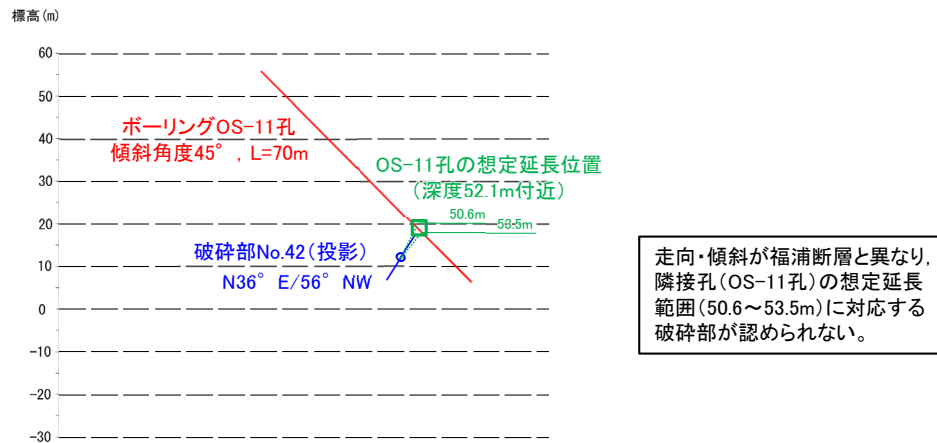 標高(m)
60
50
ボーリングOS-11孔
40
傾斜角度45°, L=70m
OS-11孔の想定延長位置
30
(深度52.1m付近)
50.6m
20
53.5m
破砕部No.42(投影)
走向・傾斜が福浦断層と異なり,
隣接孔(OS-11孔)の想定延長
範囲(50.6～53.5m)に対応する
破砕部が認められない。
10
N36° E/56° NW
0
-10
-20
-30